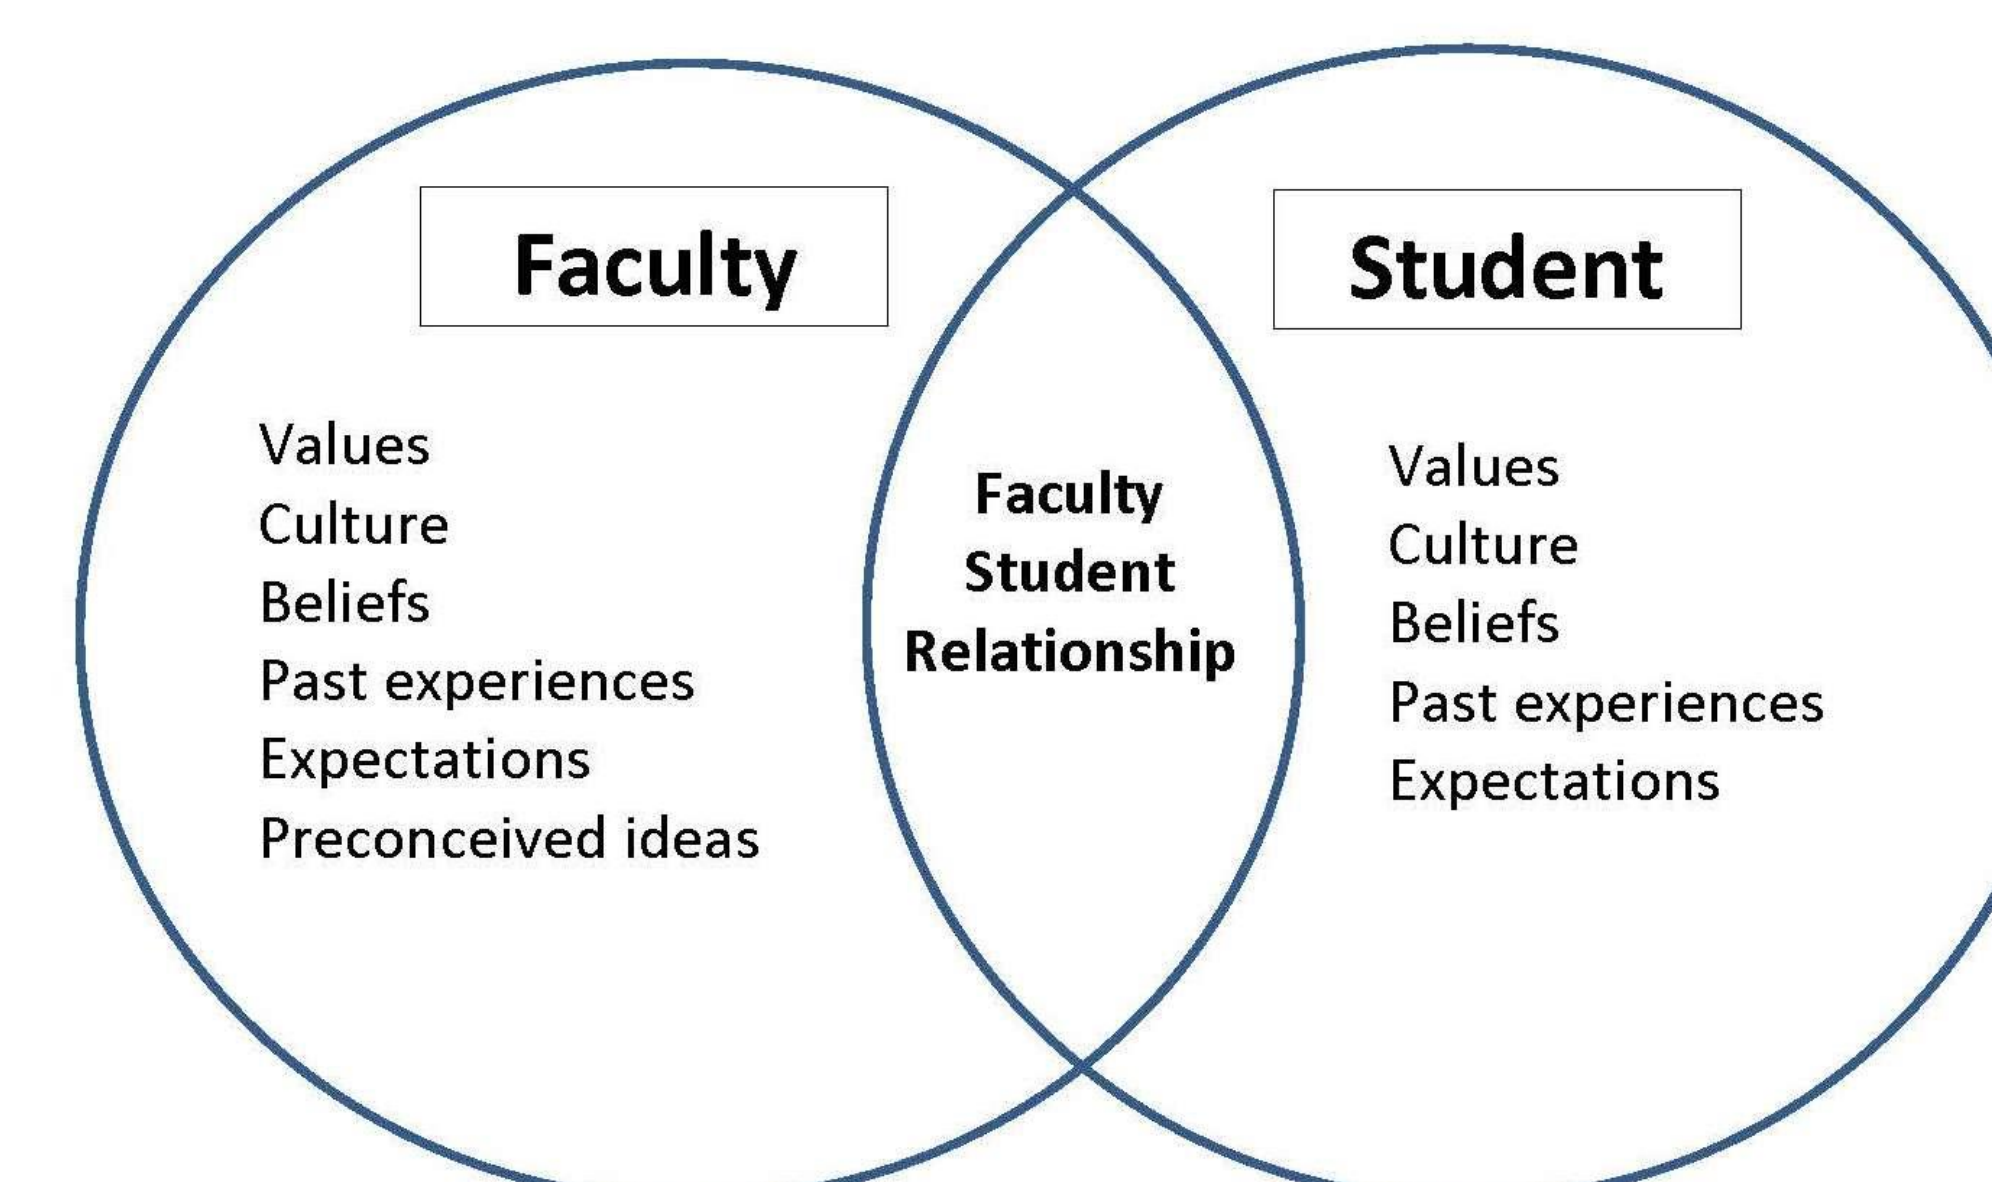 Faculty
Values
Culture
Beliefs
Past experiences
Expectations
Preconceived ideas
Faculty
Student
Relationship
Student
Values
Culture
Beliefs
Past experiences
Expectations